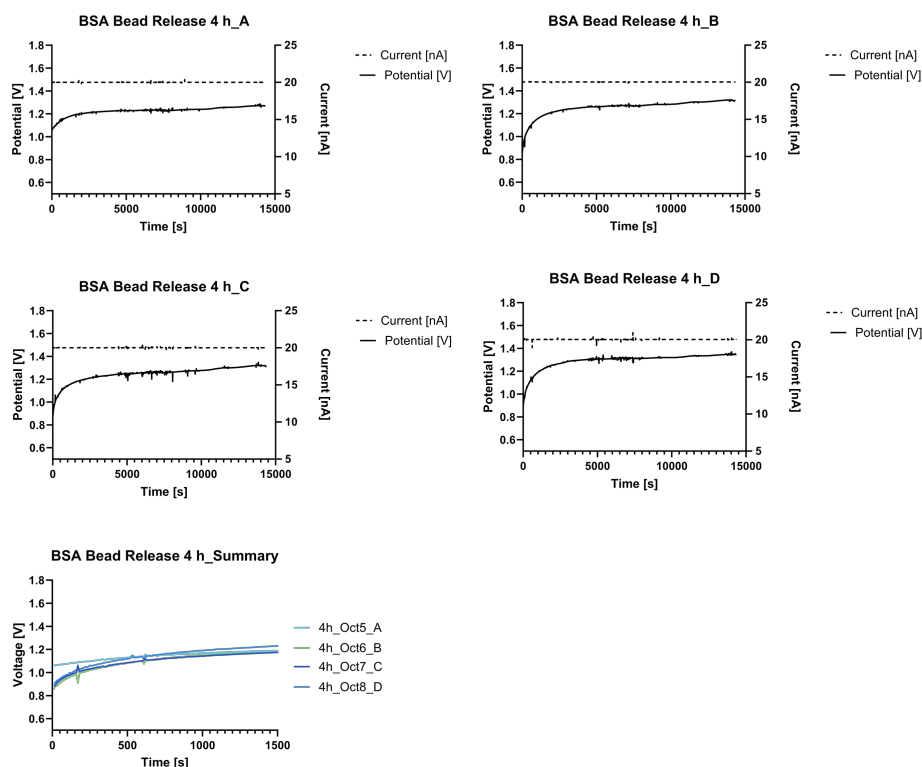 BSA Bead Release 4 h_A
1.8
1.6
1.4
1.2
1.0
0.8
0.6
Potential [V]
25
20
15
10
5
Current [nA]
0
5000
10000
15000
Time [s]
Current [nA]
Potential [V]
BSA Bead Release 4 h_B
1.8
1.6
1.4
1.2
1.0
0.8
0.6
Potential [V]
25
20
15
10
5
Current [nA]
0
5000
10000
15000
Time [s]
Current [nA]
Potential [V]
BSA Bead Release 4 h_C
1.8
1.6
1.4
1.2
1.0
0.8
0.6
Potential [V]
25
20
15
10
5
Current [nA]
0
5000
10000
15000
Time [s]
Current [nA]
Potential [V]
BSA Bead Release 4 h_D
1.8
1.6
1.4
1.2
1.0
0.8
0.6
Potential [V]
25
20
15
10
5
Current [nA]
0
5000
10000
15000
Time [s]
Current [nA]
Potential [V]
BSA Bead Release 4 h_Summary
1.8
1.6
1.4
1.2
1.0
0.8
0.6
Voltage [V]
0
500
1000
1500
Time [s]
4h_Oct5_A
4h_Oct6_B
4h_Oct7_C
4h_Oct8_D